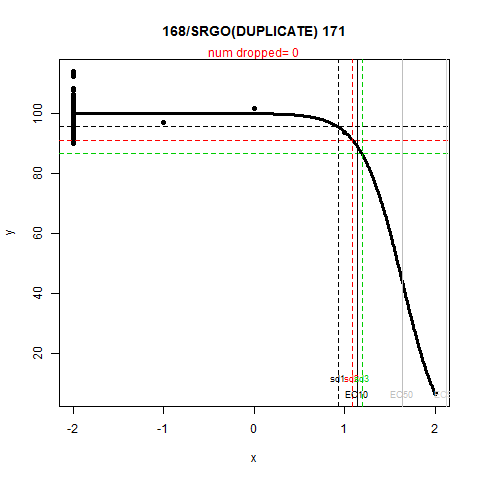 168/SRGO(DUPLICATE) 171
num dropped= 0
100
80
60
40
20
y
sd1sd2sd3
EC10
EC50
-2
-1
0
1
2
x